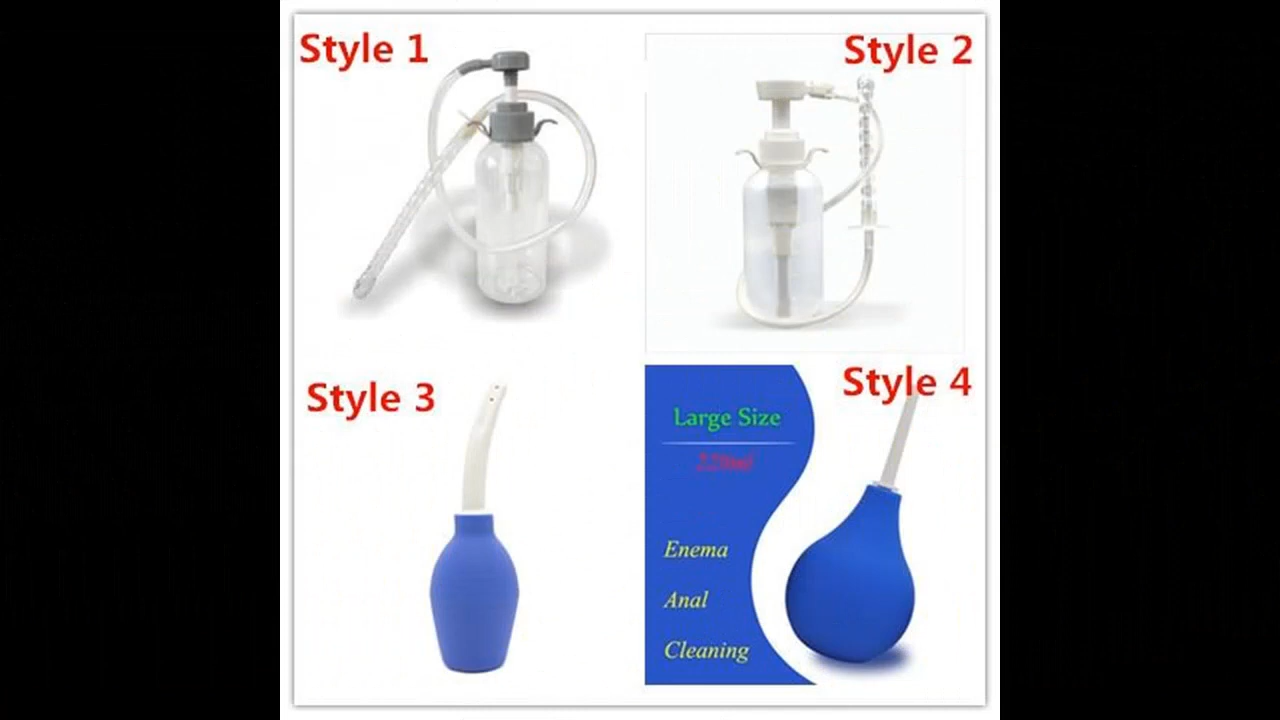 Style 1
Style 2
Style 3
Style 4
Large Size
Enema
Anal
Cleaning